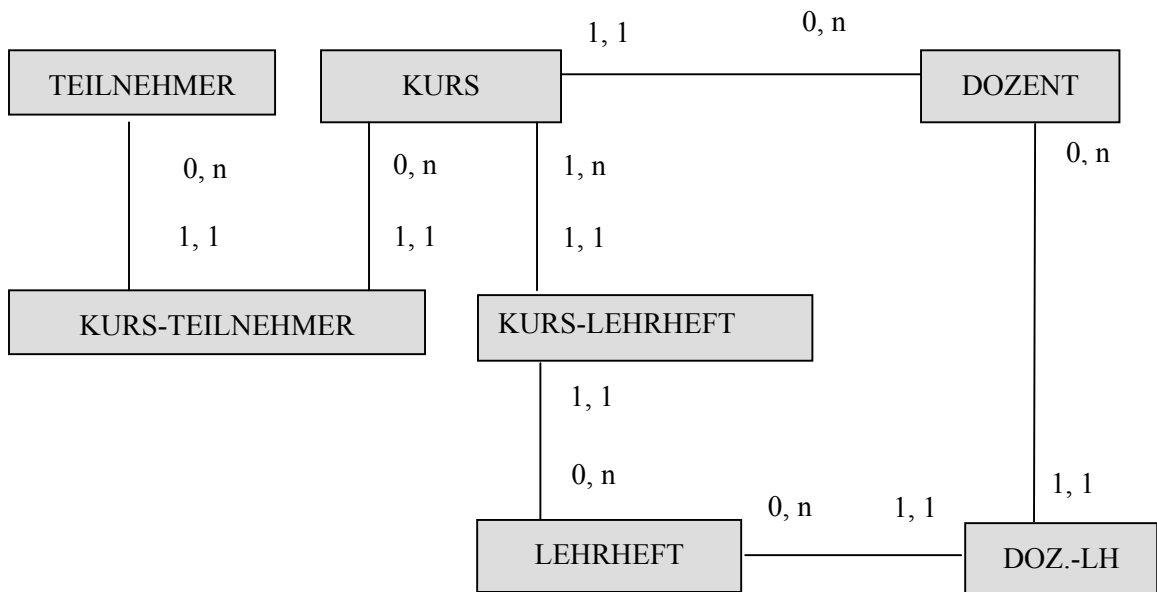 1, 1 0, n
TEILNEHMER KURS DOZENT
0, n 0, n 1, n 0, n
1, 1 1, 1 1, 1
KURS-TEILNEHMER KURS-LEHRHEFT
1, 1
0, n 1, 1
0, n 1, 1
LEHRHEFT DOZ.-LH